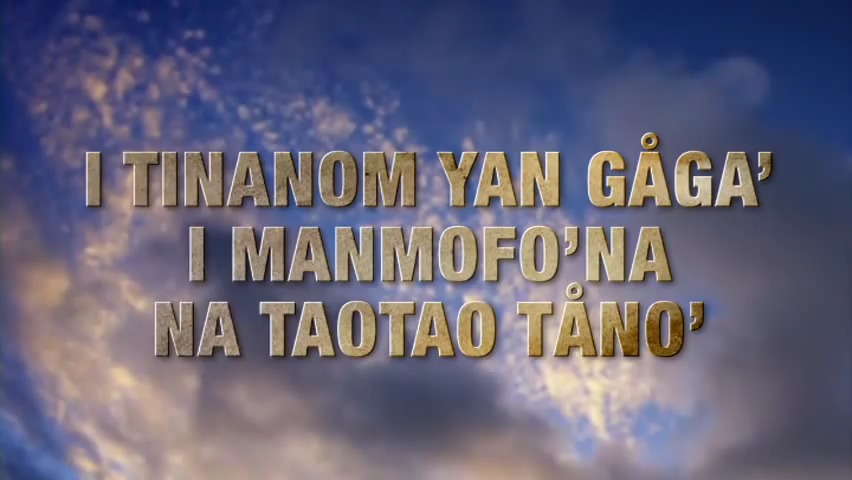 I TINANOM YAN GÅGA’
I MANMOFO’NA
NA TAOTAO TÅNO’